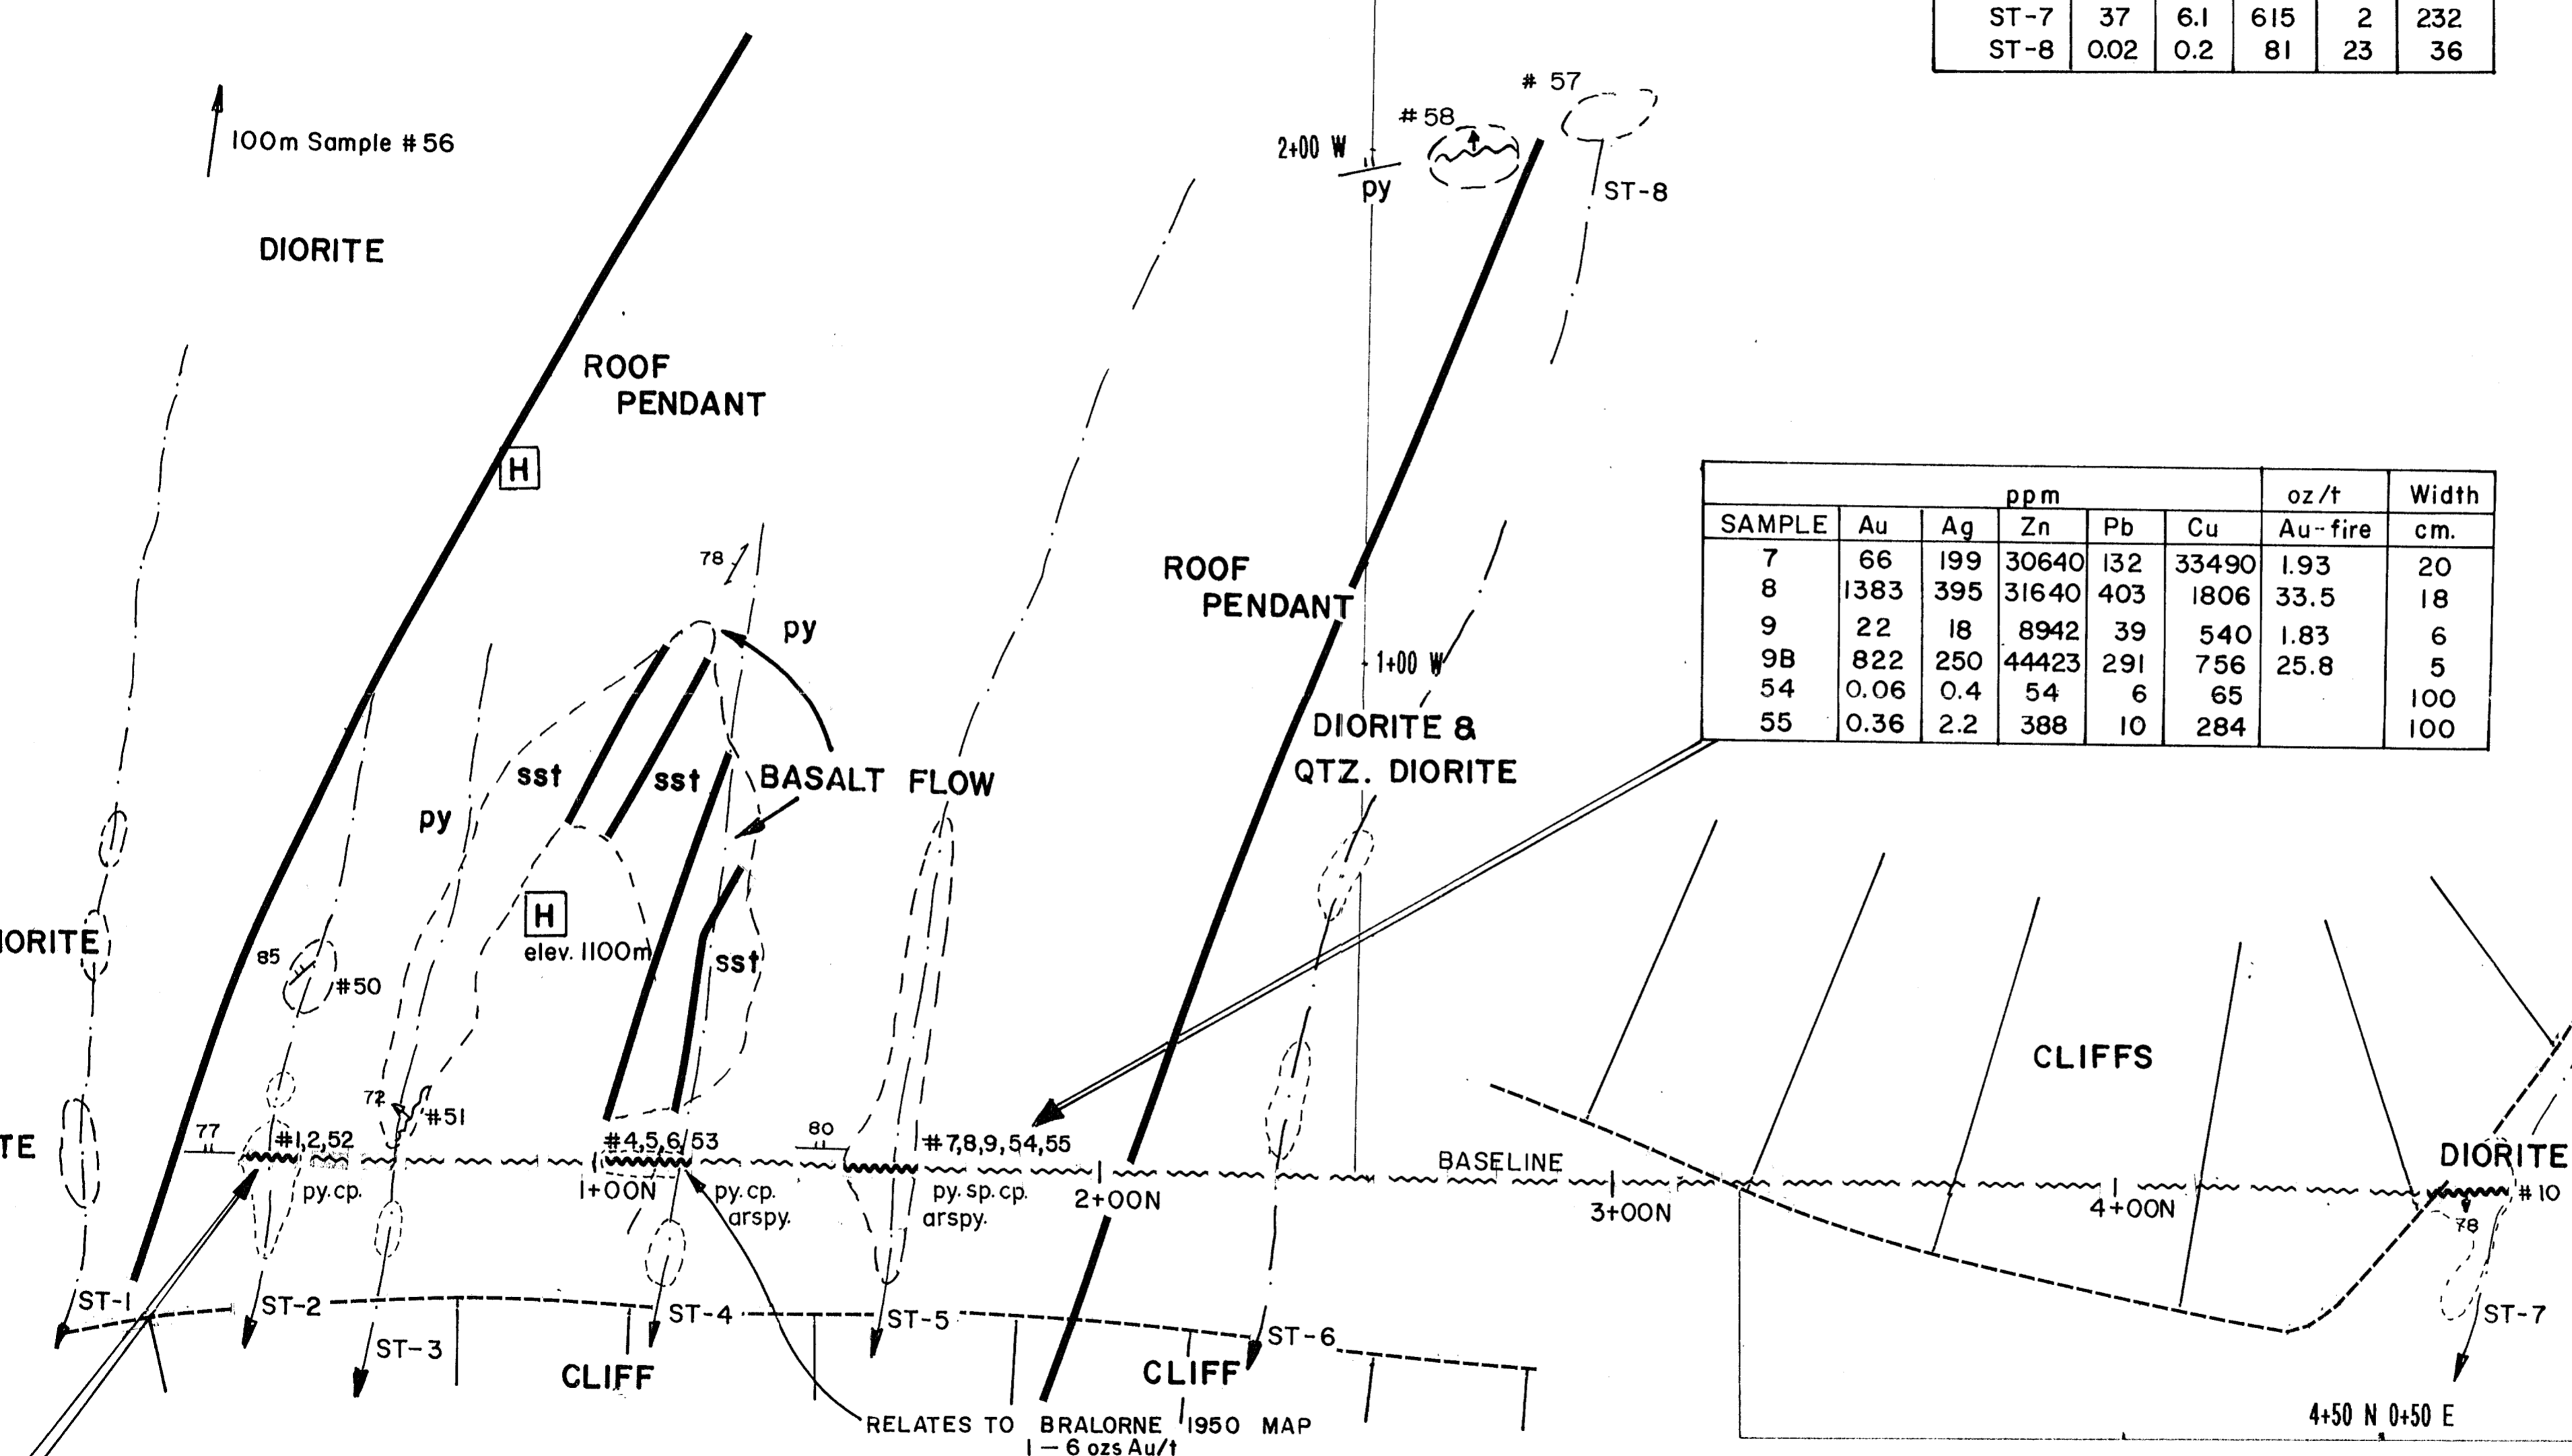 ST-7 37 6.1 615 2 232
ST-8 0.02 0.2 81 23 36
# 57
#58
100m Sample #56
2+00 W
py
ST-8
DIORITE
ROOF
PENDANT
H
ppm oz/t Width
SAMPLE Au Ag Zn Pb Cu Au-fire cm.
7 66 199 30640 132 33490 1.93 20
8 1383 395 31640 403 1806 33.5 18
9 22 18 8942 39 540 1.83 6
9B 822 250 44423 291 756 25.8 5
54 0.06 0.4 54 6 65 100
55 0.36 2.2 388 10 284 100
78
ROOF
PENDANT
py
1+00 W
DIORITE &
QTZ. DIORITE
sst
sst
BASALT FLOW
py
H
elev. 1100m
IORITE
85
#50
sst
CLIFFS
72
#51
77
#1,2,52
#4,5,6,53
80
#7,8,9,54,55
TE
BASELINE
DIORITE
#10
py.cp.
1+00N
py.cp.
arspy.
py.sp.cp.
arspy.
2+00N
3+00N
4+00N
78
ST-1
ST-2
ST-3
ST-4
ST-5
ST-6
ST-7
CLIFF
CLIFF
RELATES TO BRALORNE 1950 MAP
1 – 6 ozs Au/t
4+50 N 0+50 E